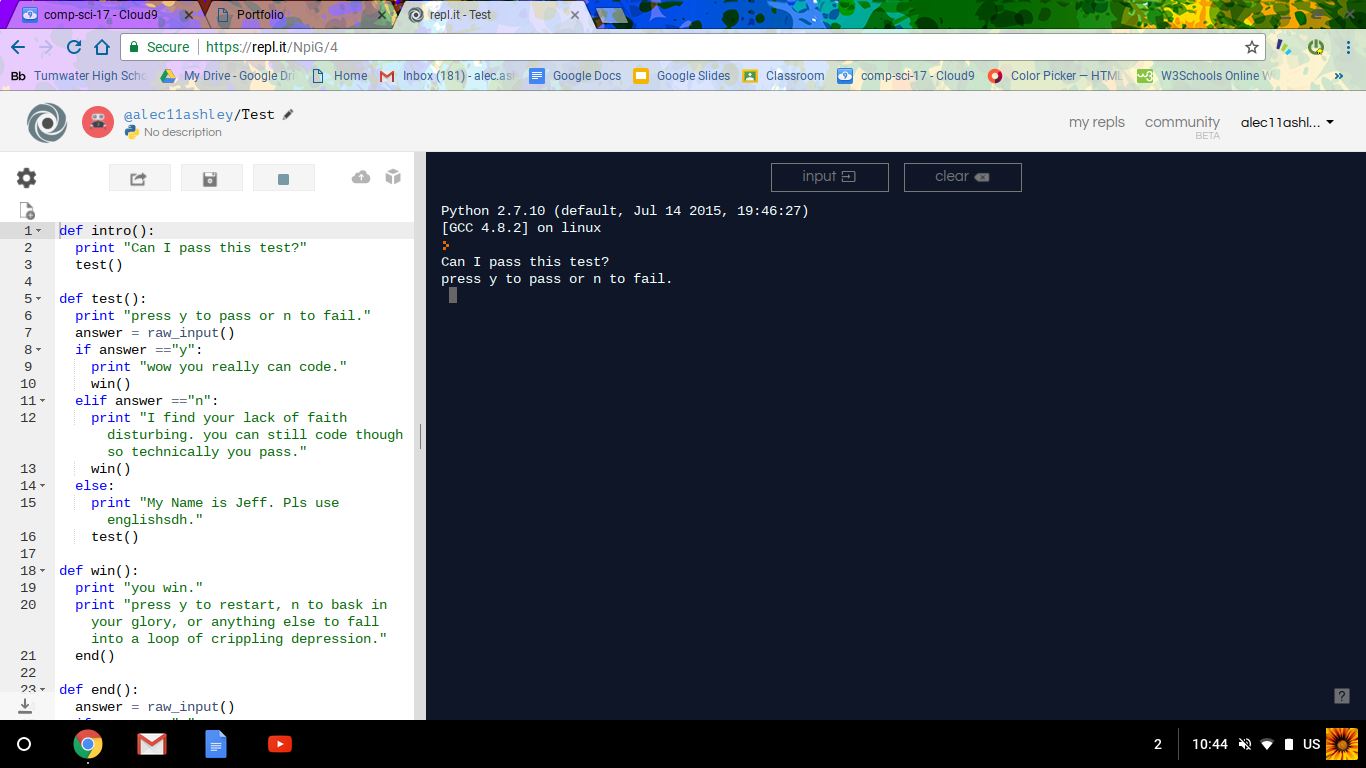 comp-sci-17 - Cloud9
Portfolio
repl.it - Test
Secure
https://repl.it/NpiG/4
Bb Tumwater High Scho
My Drive - Google Dri
Home
Inbox (181) - alec.as
Google Docs
Google Slides
Classroom
comp-sci-17 - Cloud9
Color Picker — HTML
W3Schools Online W
»
@alec11ashley/Test
No description
my repls
community
BETA
alec11ashl...
input
clear
1 def intro():
2 print "Can I pass this test?"
3 test()
4
5 def test():
6 print "press y to pass or n to fail."
7 answer = raw_input()
8 if answer =="y":
9 print "wow you really can code."
10 win()
11 elif answer =="n":
12 print "I find your lack of faith
disturbing. you can still code though
so technically you pass."
13 win()
14 else:
15 print "My Name is Jeff. Pls use
englishsdh."
16 test()
17
18 def win():
19 print "you win."
20 print "press y to restart, n to bask in
your glory, or anything else to fall
into a loop of crippling depression."
21 end()
22
23 def end():
answer = raw_input()
Python 2.7.10 (default, Jul 14 2015, 19:46:27)
[GCC 4.8.2] on linux
Can I pass this test?
press y to pass or n to fail.
?
2
10:44
US